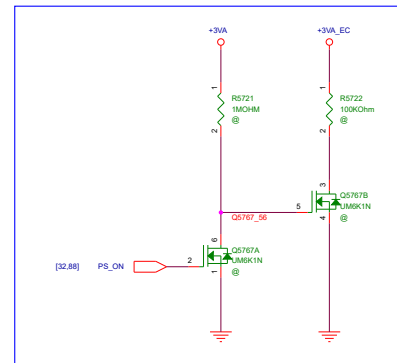 +3VA
+3VA_EC
1
R5721
1MOHM
@
2
1
R5722
100KOhm
@
2
3
Q5767B
UM6K1N
@
5
4
Q5767_56
6
Q5767A
UM6K1N
@
[32,88] PS_ON
2
1